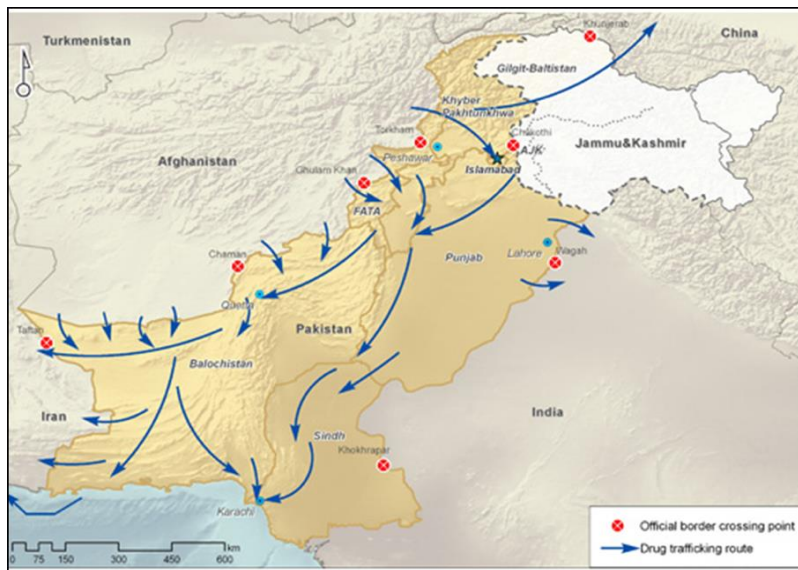 Turkmenistan
Khunjerab
China
Gilgit-Baltistan
Khyber
Pakhtunkhwa
Torkham
Chakothi
Peshawar
AJK
Jammu&Kashmir
Afghanistan
Ghulam Khan
Islamabad
FATA
Lahore
Wagah
Chaman
Punjab
Quetta
Taftan
Pakistan
Balochistan
Iran
India
Sindh
Khokhrapar
Karachi
Official border crossing point
Drug trafficking route
km
0 75 150 300 450 600